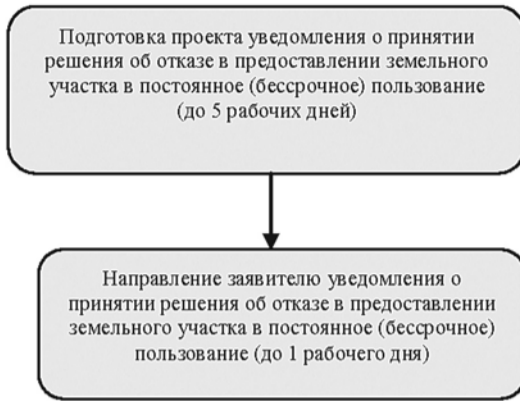 Подготовка проекта уведомления о принятии
решения об отказе в предоставлении земельного
участка в постоянное (бессрочное) пользование
(до 5 рабочих дней)
Направление заявителю уведомления о
принятии решения об отказе в предоставлении
земельного участка в постоянное (бессрочное)
пользование (до 1 рабочего дня)